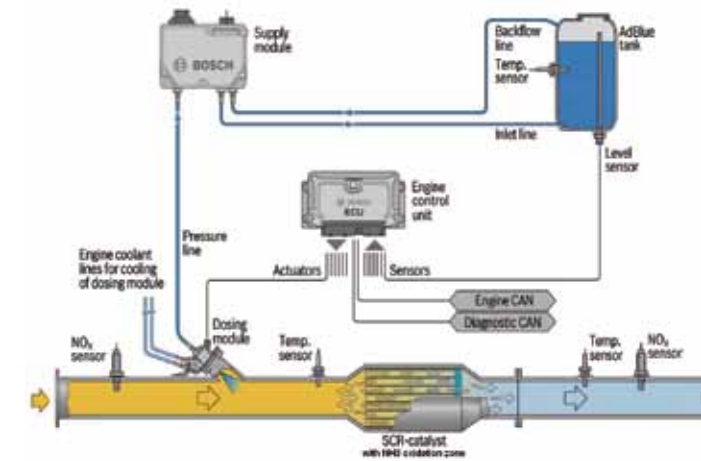 Supply
module
BOSCH
Backflow
line
AdBlue
tank
Temp.
sensor
Inlet line
Level
sensor
Engine
control
unit
ECU
Pressure
line
Engine coolant
lines for cooling
of dosing module
Actuators
Sensors
Engine CAN
Diagnostic CAN
Dosing
module
NOx
sensor
Temp.
sensor
Temp.
sensor
NOx
sensor
SCR-catalyst
with NH3 oxidation zone